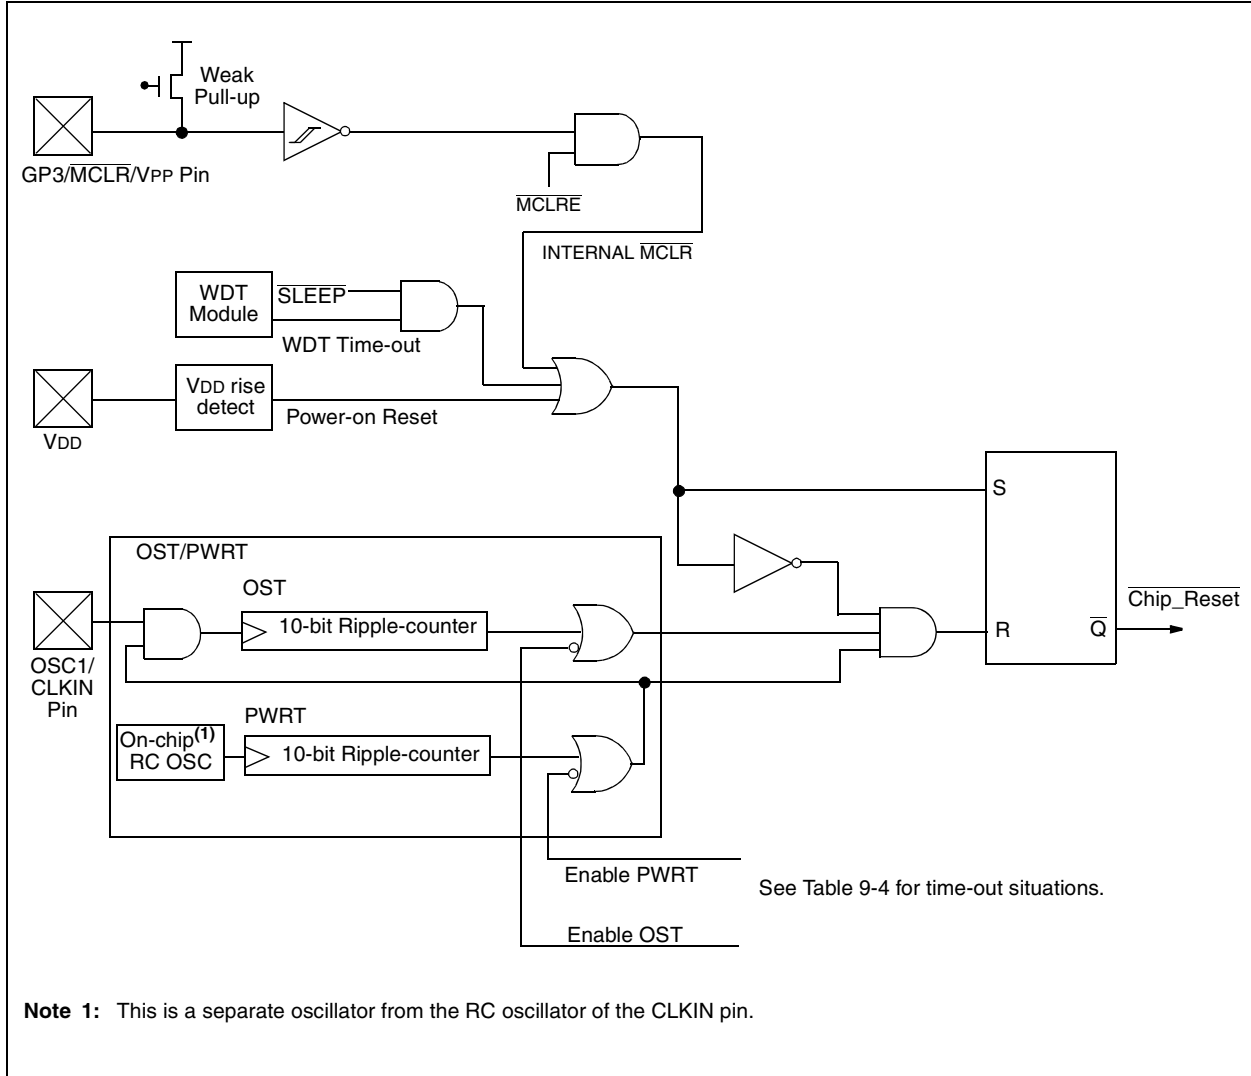 Weak
Pull-up
GP3/MCLR/VPP Pin
MCLRE
INTERNAL MCLR
WDT
Module
SLEEP
WDT Time-out
VDD rise
detect
Power-on Reset
VDD
S
OST/PWRT
OST
10-bit Ripple-counter
Chip_Reset
R
Q
OSC1/
CLKIN
Pin
PWRT
On-chip(1)
RC OSC
10-bit Ripple-counter
Enable PWRT
See Table 9-4 for time-out situations.
Enable OST
Note 1: This is a separate oscillator from the RC oscillator of the CLKIN pin.